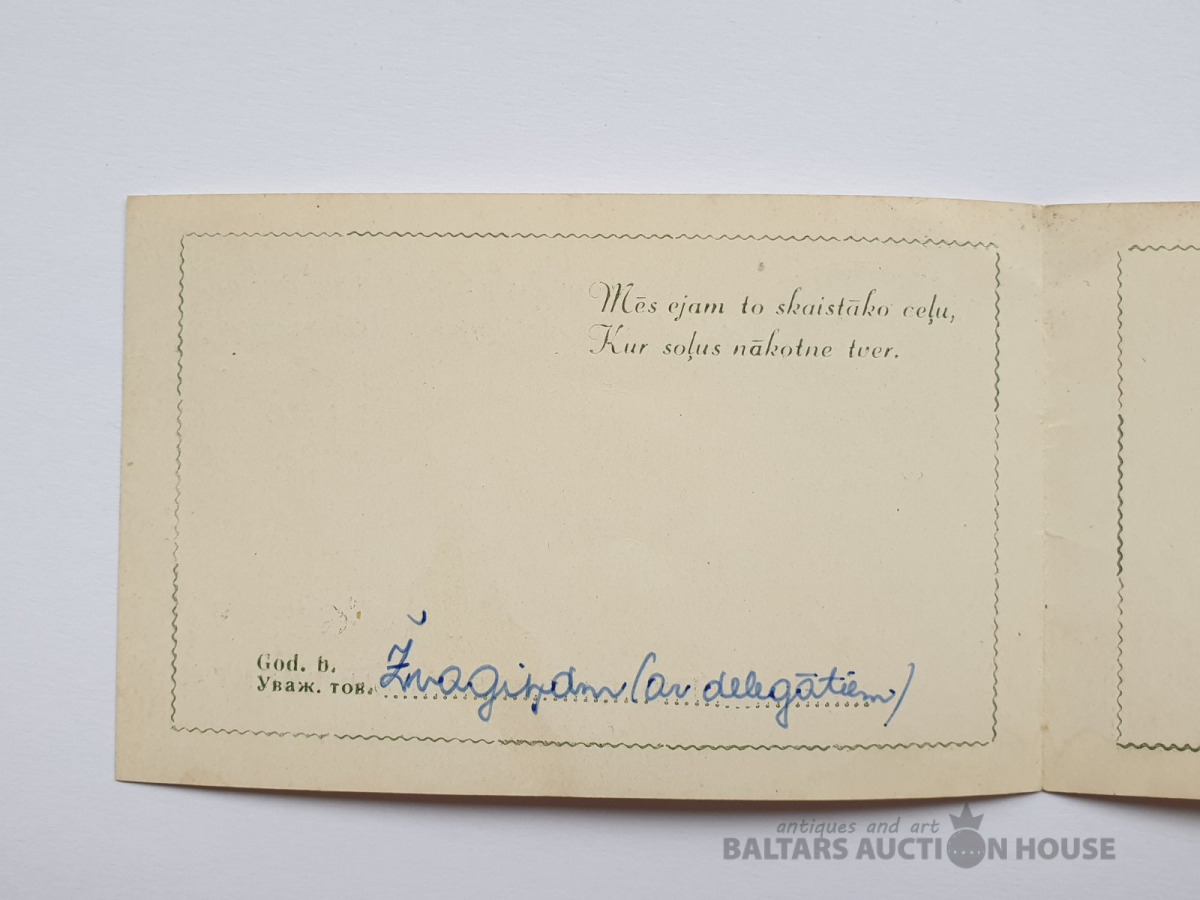 Mēs ejam to skaistāko ceļu,
Kur soļus nākotne tver.
God. b.
Уваж. тов. Žvagiņam (ar delegātiem)
antiques and art
BALTARS AUCTION HOUSE